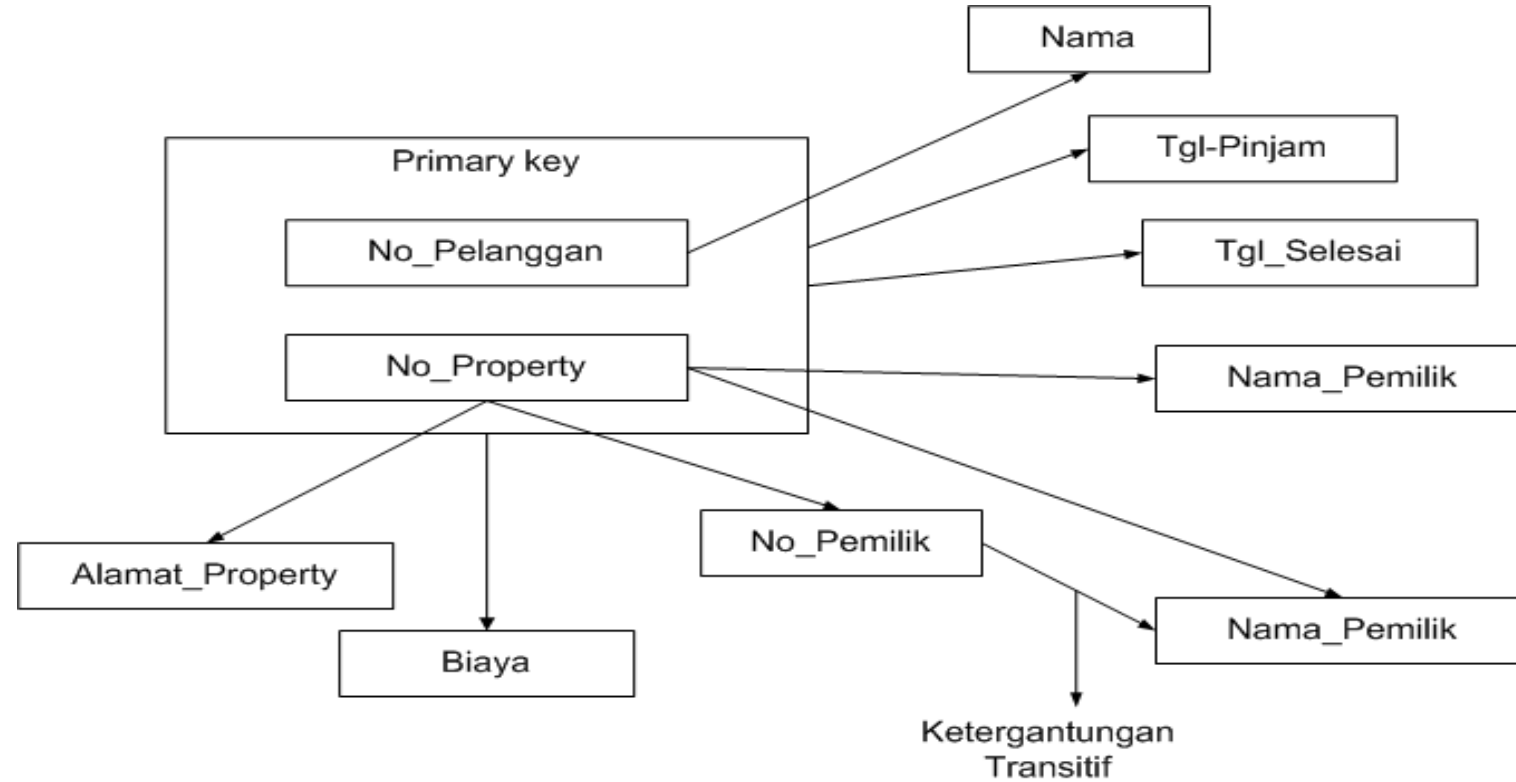 Nama
Primary key
Tgl-Pinjam
No_Pelanggan
Tgl_Selesai
No_Property
Nama_Pemilik
No_Pemilik
Alamat_Property
Nama_Pemilik
Biaya
Ketergantungan
Transitif